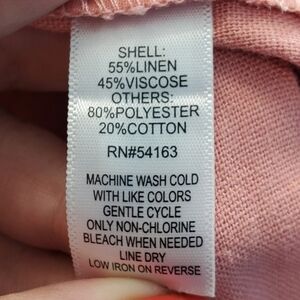 SHELL:
55%LINEN
45%VISCOSE
OTHERS:
80%POLYESTER
20%COTTON
RN#54163
MACHINE WASH COLD
WITH LIKE COLORS
GENTLE CYCLE
ONLY NON-CHLORINE
BLEACH WHEN NEEDED
LINE DRY
LOW IRON ON REVERSE